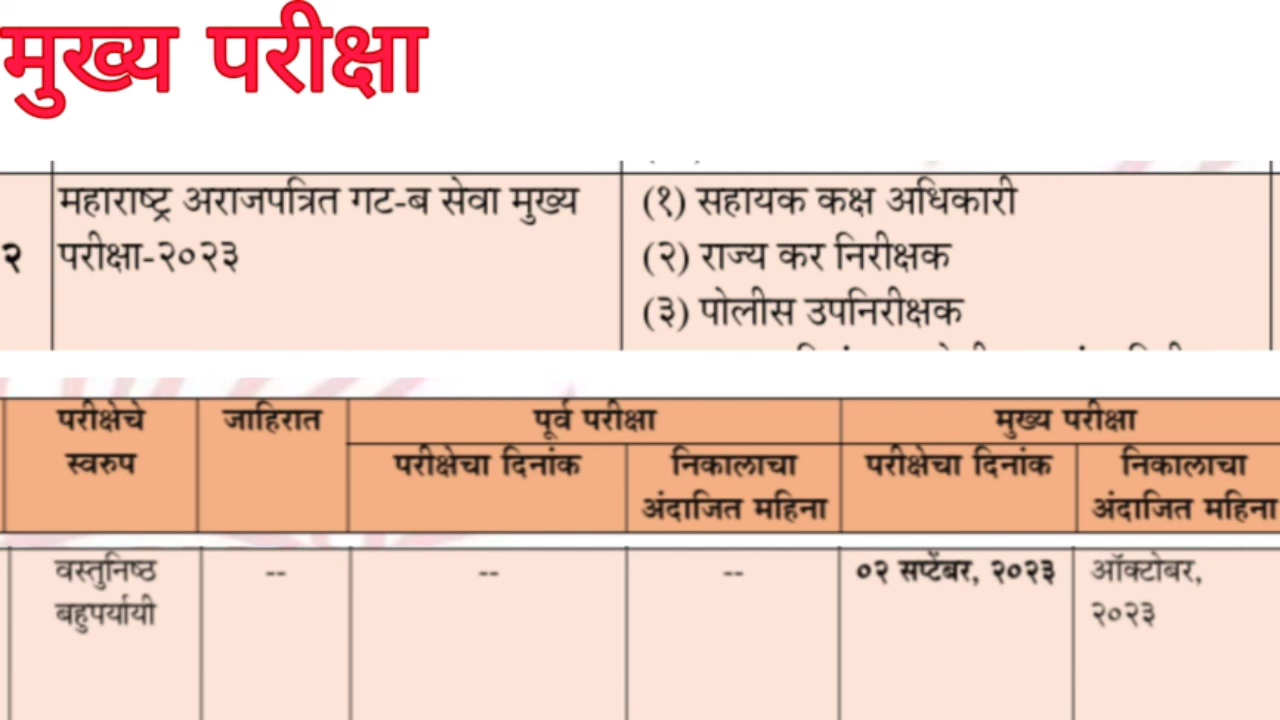 मुख्य परीक्षा
महाराष्ट्र अराजपत्रित गट-ब सेवा मुख्य
(१) सहायक कक्ष अधिकारी
२
परीक्षा-२०२३
(२) राज्य कर निरीक्षक
(३) पोलीस उपनिरीक्षक
परीक्षेचे
जाहिरात
पूर्व परीक्षा
मुख्य परीक्षा
स्वरुप
परीक्षेचा दिनांक
निकालाचा
परीक्षेचा दिनांक
निकालाचा
अंदाजित महिना
अंदाजित महिना
वस्तुनिष्ठ
--
--
--
०२ सप्टेंबर, २०२३
ऑक्टोबर,
बहुपर्यायी
२०२३